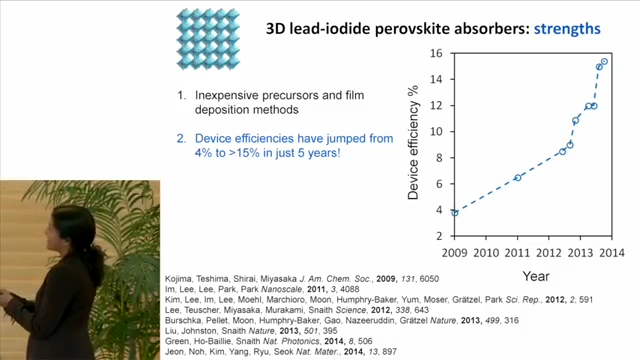 3D lead-iodide perovskite absorbers: strengths
1. Inexpensive precursors and film
deposition methods
2. Device efficiencies have jumped from
4% to >15% in just 5 years!
Device efficiency %
16
14
12
10
8
6
4
2
2009 2010 2011 2012 2013 2014
Year
Kojima, Teshima, Shirai, Miyasaka J. Am. Chem. Soc., 2009, 131, 6050
Im, Lee, Lee, Park, Park Nanoscale, 2011, 3, 4088
Kim, Lee, Im, Lee, Moehl, Marchioro, Moon, Humphry-Baker, Yum, Moser, Grätzel, Park Sci. Rep., 2012, 2, 591
Lee, Teuscher, Miyasaka, Murakami, Snaith Science, 2012, 338, 643
Burschka, Pellet, Moon, Humphry-Baker, Gao, Nazeeruddin, Grätzel Nature, 2013, 499, 316
Liu, Johnston, Snaith Nature, 2013, 501, 395
Green, Ho-Baillie, Snaith Nat. Photonics, 2014, 8, 506
Jeon, Noh, Kim, Yang, Ryu, Seok Nat. Mater., 2014, 13, 897